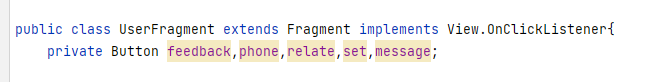 public class UserFragment extends Fragment implements View.OnClickListener{
    private Button feedback,phone,relate,set,message;